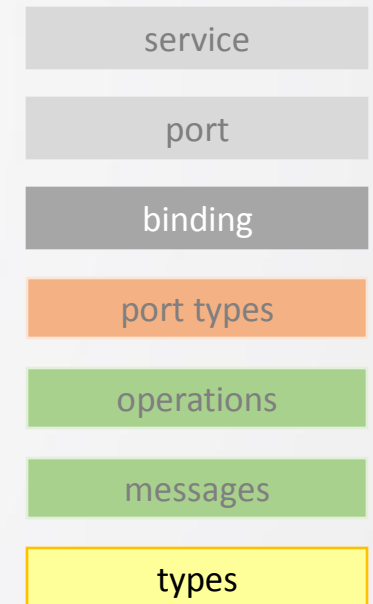 service
port
binding
port types
operations
messages
types